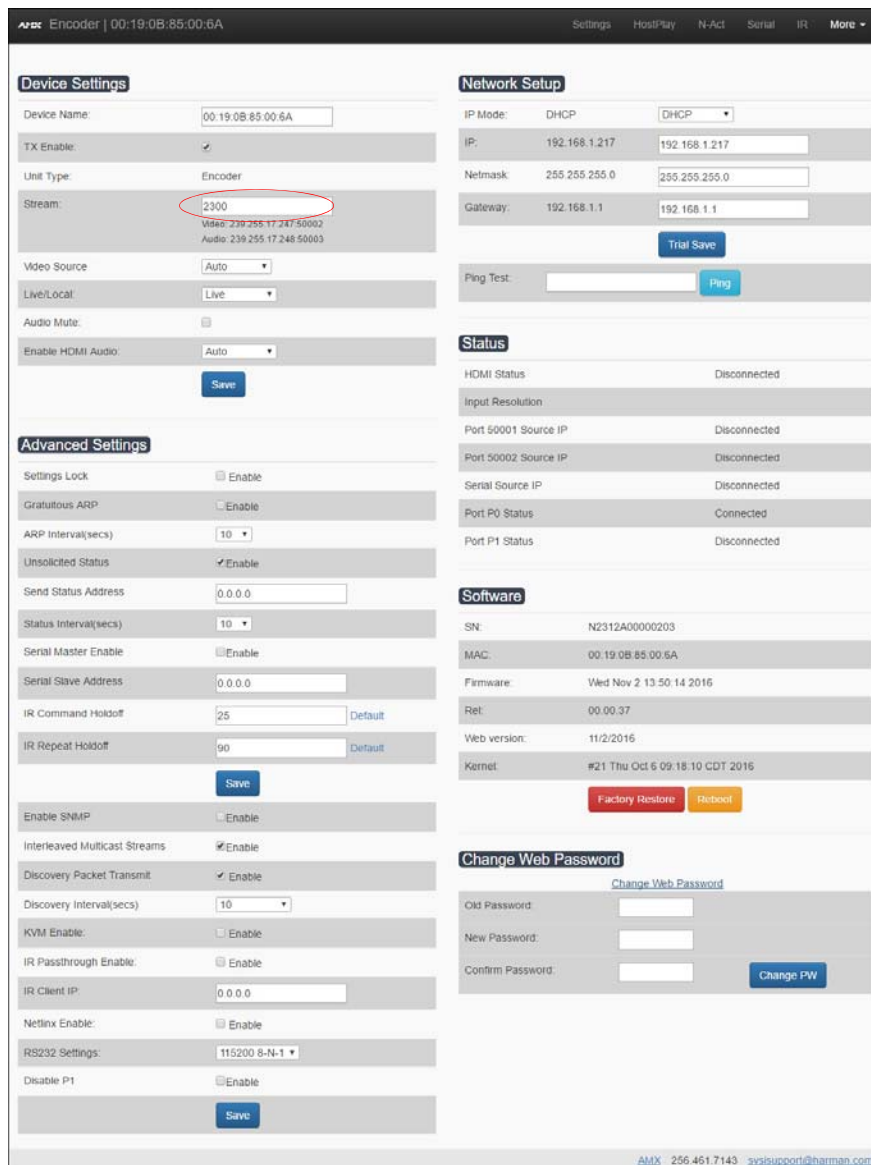 AMX Encoder | 00:19:0B:85:00:6A
Settings HostPlay N-Act Serial IR More
Device Settings
Device Name: 00:19:0B:85:00:6A
TX Enable:
Unit Type: Encoder
Stream: 2300
Video: 239.255.17.247:50002
Audio: 239.255.17.248:50003
Video Source Auto
Live/Local: Live
Audio Mute:
Enable HDMI Audio: Auto
Save
Advanced Settings
Settings Lock Enable
Gratuitous ARP Enable
ARP Interval(secs) 10
Unsolicited Status Enable
Send Status Address 0.0.0.0
Status Interval(secs) 10
Serial Master Enable Enable
Serial Slave Address 0.0.0.0
IR Command Holdoff 25 Default
IR Repeat Holdoff 90 Default
Save
Enable SNMP Enable
Interleaved Multicast Streams Enable
Discovery Packet Transmit Enable
Discovery Interval(secs) 10
KVM Enable: Enable
IR Passthrough Enable: Enable
IR Client IP: 0.0.0.0
Netlinx Enable: Enable
RS232 Settings: 115200 8-N-1
Disable P1 Enable
Save
Network Setup
IP Mode: DHCP DHCP
IP: 192.168.1.217 192.168.1.217
Netmask: 255.255.255.0 255.255.255.0
Gateway: 192.168.1.1 192.168.1.1
Trial Save
Ping Test: Ping
Status
HDMI Status Disconnected
Input Resolution
Port 50001 Source IP Disconnected
Port 50002 Source IP Disconnected
Serial Source IP Disconnected
Port P0 Status Connected
Port P1 Status Disconnected
Software
SN: N2312A00000203
MAC: 00:19:0B:85:00:6A
Firmware: Wed Nov 2 13:50:14 2016
Rel: 00.00.37
Web version: 11/2/2016
Kernel: #21 Thu Oct 6 09:18:10 CDT 2016
Factory Restore Reboot
Change Web Password
Change Web Password
Old Password:
New Password:
Confirm Password: Change PW
AMX 256.461.7143 svsisupport@harman.com